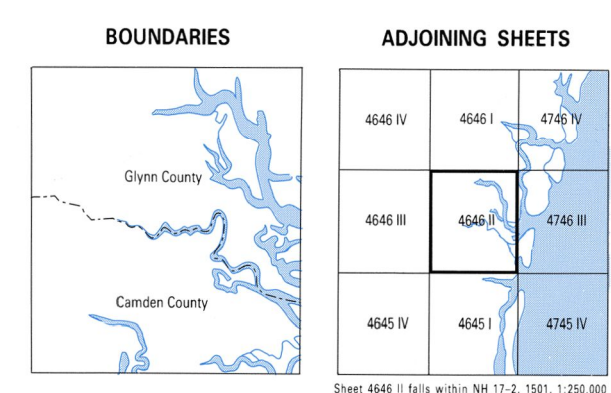 BOUNDARIES
Glynn County
Camden County
ADJOINING SHEETS
4646 IV 4646 I 4746 IV
4646 III 4646 II 4746 III
4645 IV 4645 I 4745 IV
Sheet 4646 II falls within NH 17-2, 1501, 1:250,000